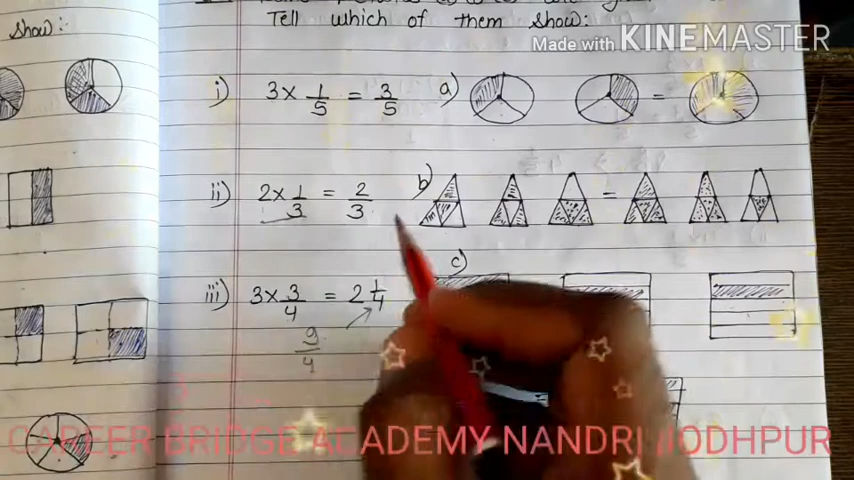 Show:
Tell which of them show:
Made with KINEMASTER
i) 3 × 1/5 = 3/5 a) =
ii) 2 × 1/3 = 2/3 b) =
c)
iii) 3 × 3/4 = 2 1/4
9/4
CAREER BRIDGE ACADEMY NANDRI JODHPUR